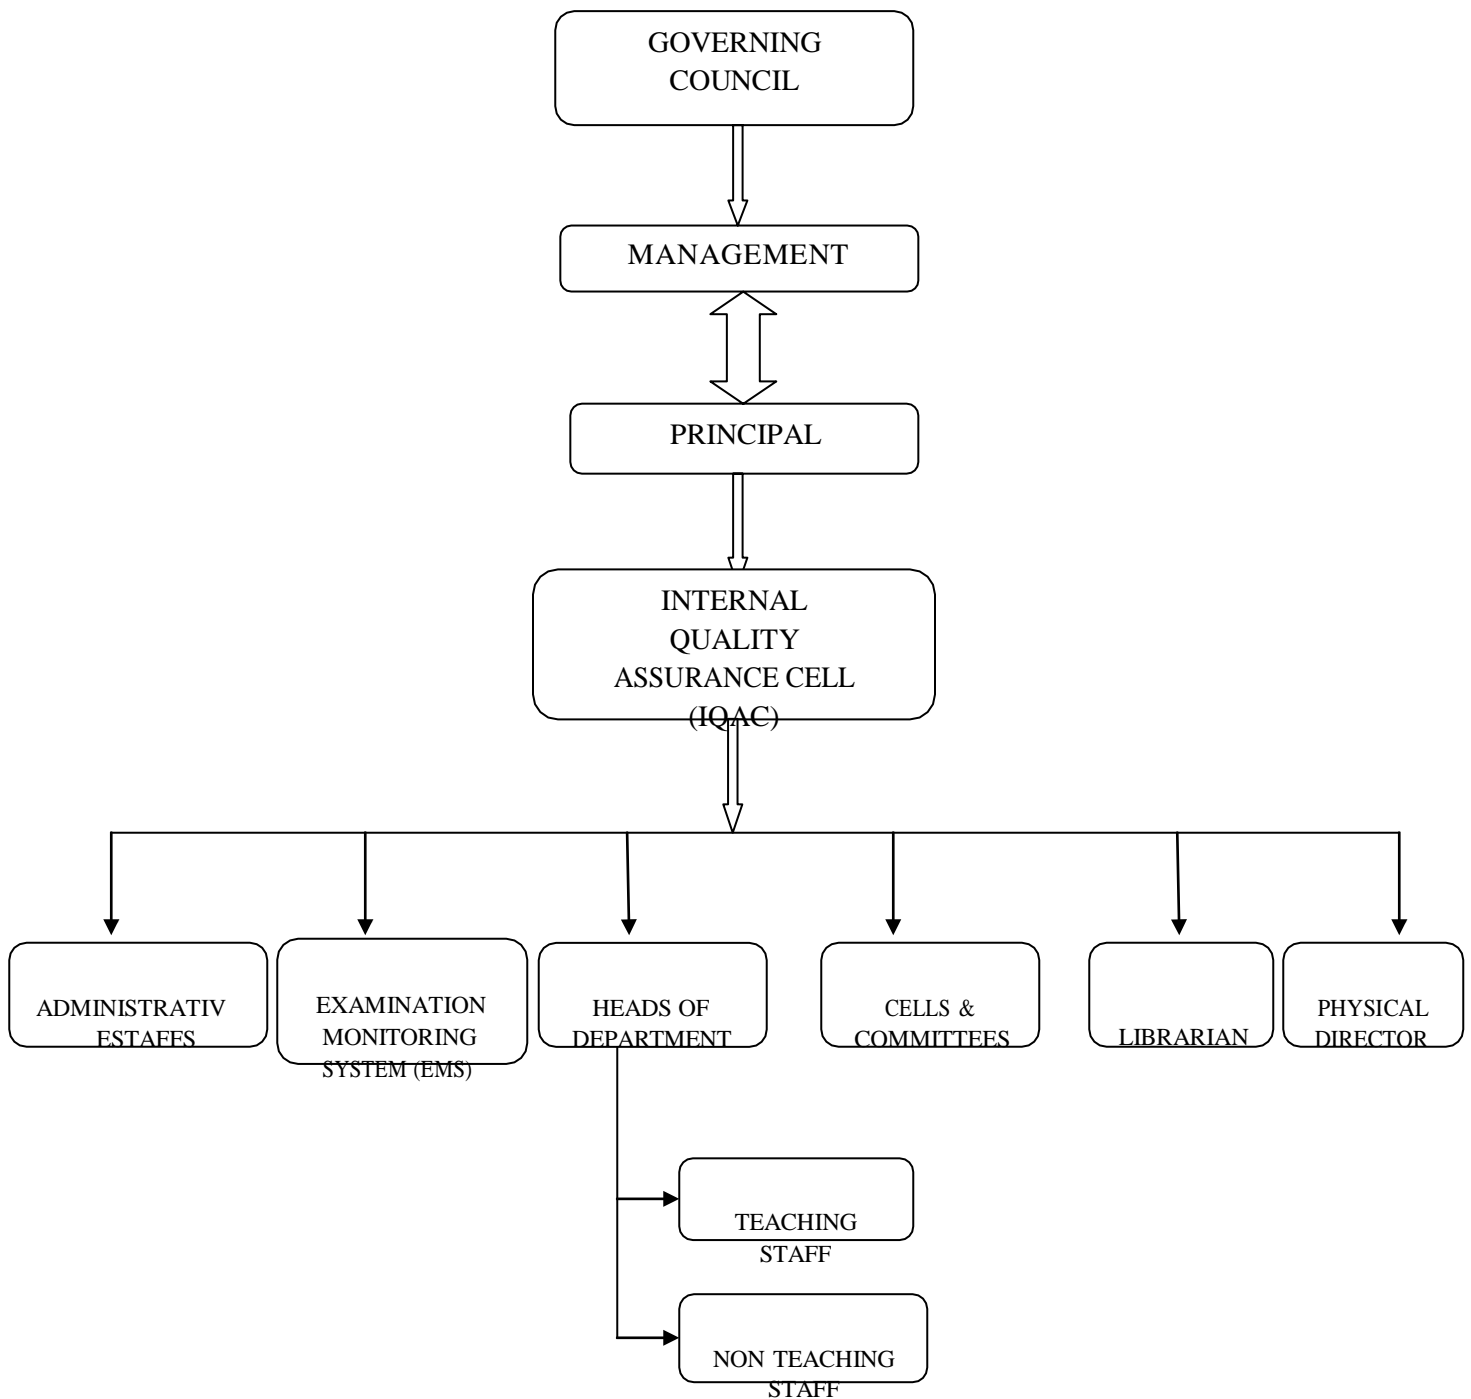 GOVERNING
COUNCIL
MANAGEMENT
PRINCIPAL
INTERNAL
QUALITY
ASSURANCE CELL
(IQAC)
ADMINISTRATIV
ESTAFFS
EXAMINATION
MONITORING
SYSTEM (EMS)
HEADS OF
DEPARTMENT
CELLS &
COMMITTEES
LIBRARIAN
PHYSICAL
DIRECTOR
TEACHING
STAFF
NON TEACHING
STAFF